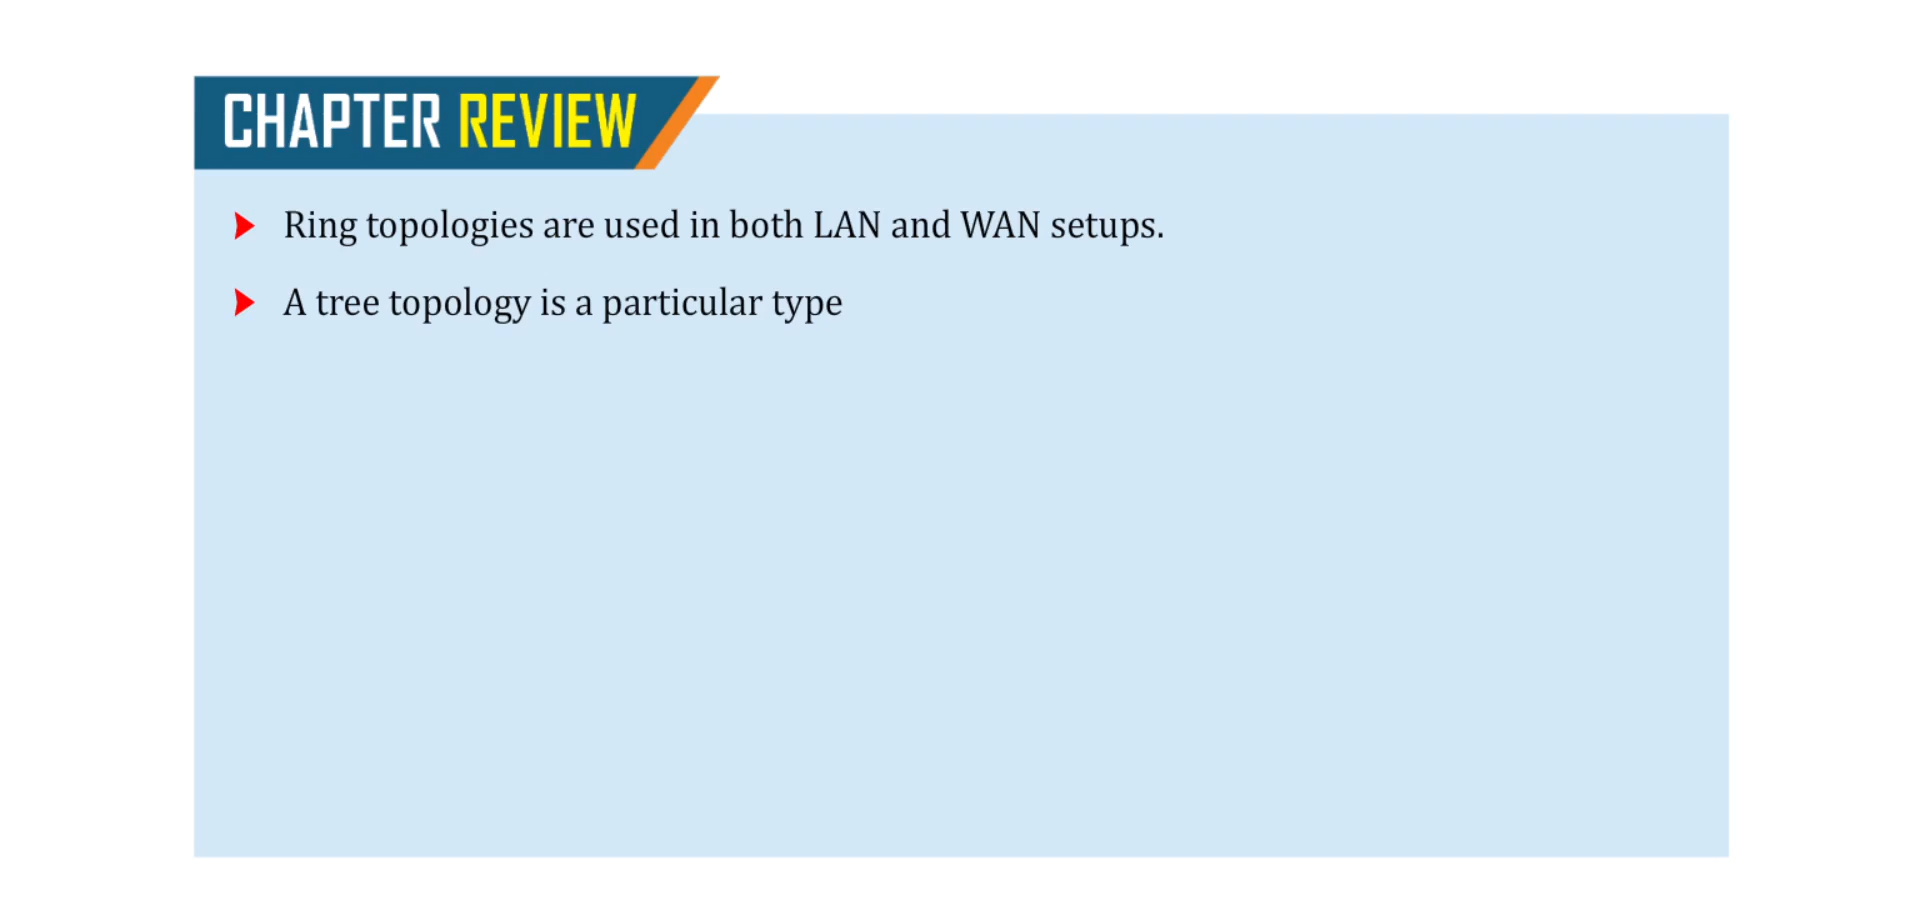 CHAPTER REVIEW
Ring topologies are used in both LAN and WAN setups.
A tree topology is a particular type